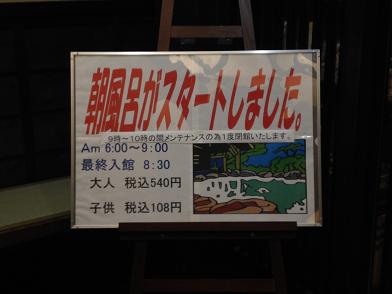 朝風呂がスタートしました。
9時～10時の間メンテナンスの為1度閉館いたします。
Am 6:00～9:00
最終入館 8:30
大人 税込540円
子供 税込108円